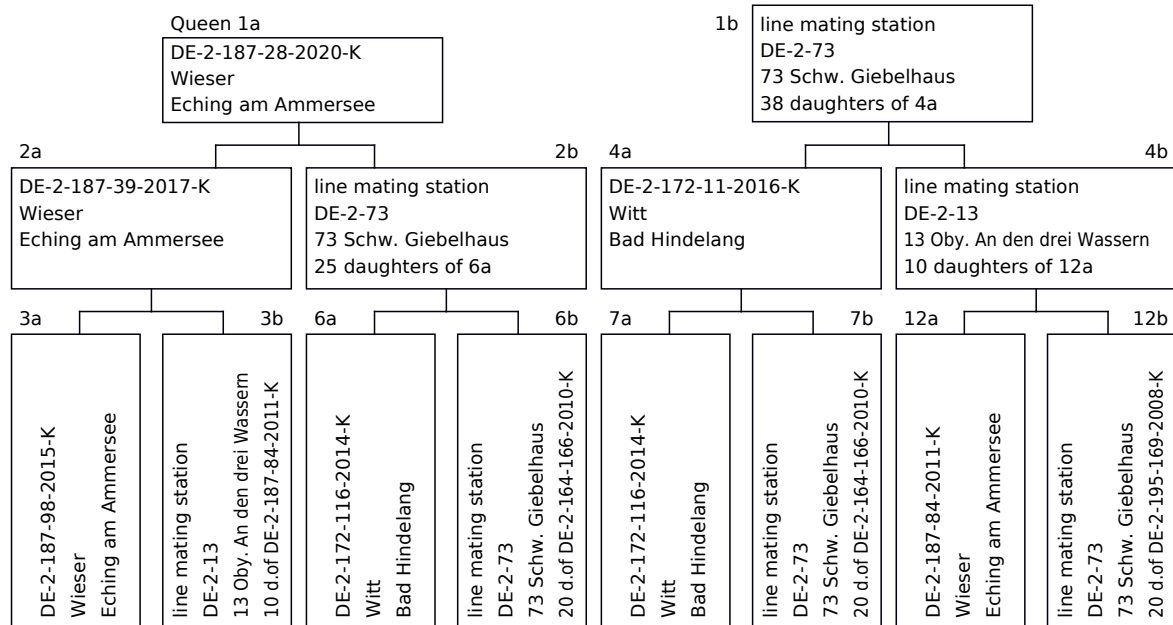 Queen 1a
DE-2-187-28-2020-K
Wieser
Eching am Ammersee
1b
line mating station
DE-2-73
73 Schw. Giebelhaus
38 daughters of 4a
2a
DE-2-187-39-2017-K
Wieser
Eching am Ammersee
2b
line mating station
DE-2-73
73 Schw. Giebelhaus
25 daughters of 6a
4a
DE-2-172-11-2016-K
Witt
Bad Hindelang
4b
line mating station
DE-2-13
13 Oby. An den drei Wassern
10 daughters of 12a
3a
DE-2-187-98-2015-K
Wieser
Eching am Ammersee
3b
line mating station
DE-2-13
13 Oby. An den drei Wassern
10 d.of DE-2-187-84-2011-K
6a
DE-2-172-116-2014-K
Witt
Bad Hindelang
6b
line mating station
DE-2-73
73 Schw. Giebelhaus
20 d.of DE-2-164-166-2010-K
7a
DE-2-172-116-2014-K
Witt
Bad Hindelang
7b
line mating station
DE-2-73
73 Schw. Giebelhaus
20 d.of DE-2-164-166-2010-K
12a
DE-2-187-84-2011-K
Wieser
Eching am Ammersee
12b
line mating station
DE-2-73
73 Schw. Giebelhaus
20 d.of DE-2-195-169-2008-K